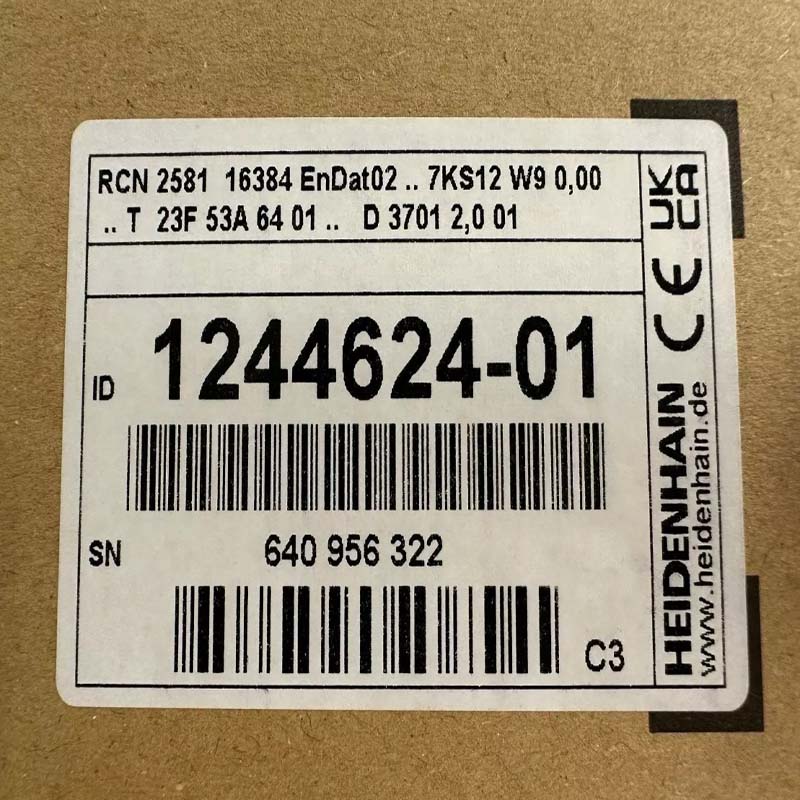 RCN 2581 16384 EnDat02 .. 7KS12 W9 0,00
.. T 23F 53A 64 01 .. D 3701 2,0 01
ID 1244624-01
SN 640 956 322
C3
UK
CA
CE
HEIDENHAIN
www.heidenhain.de